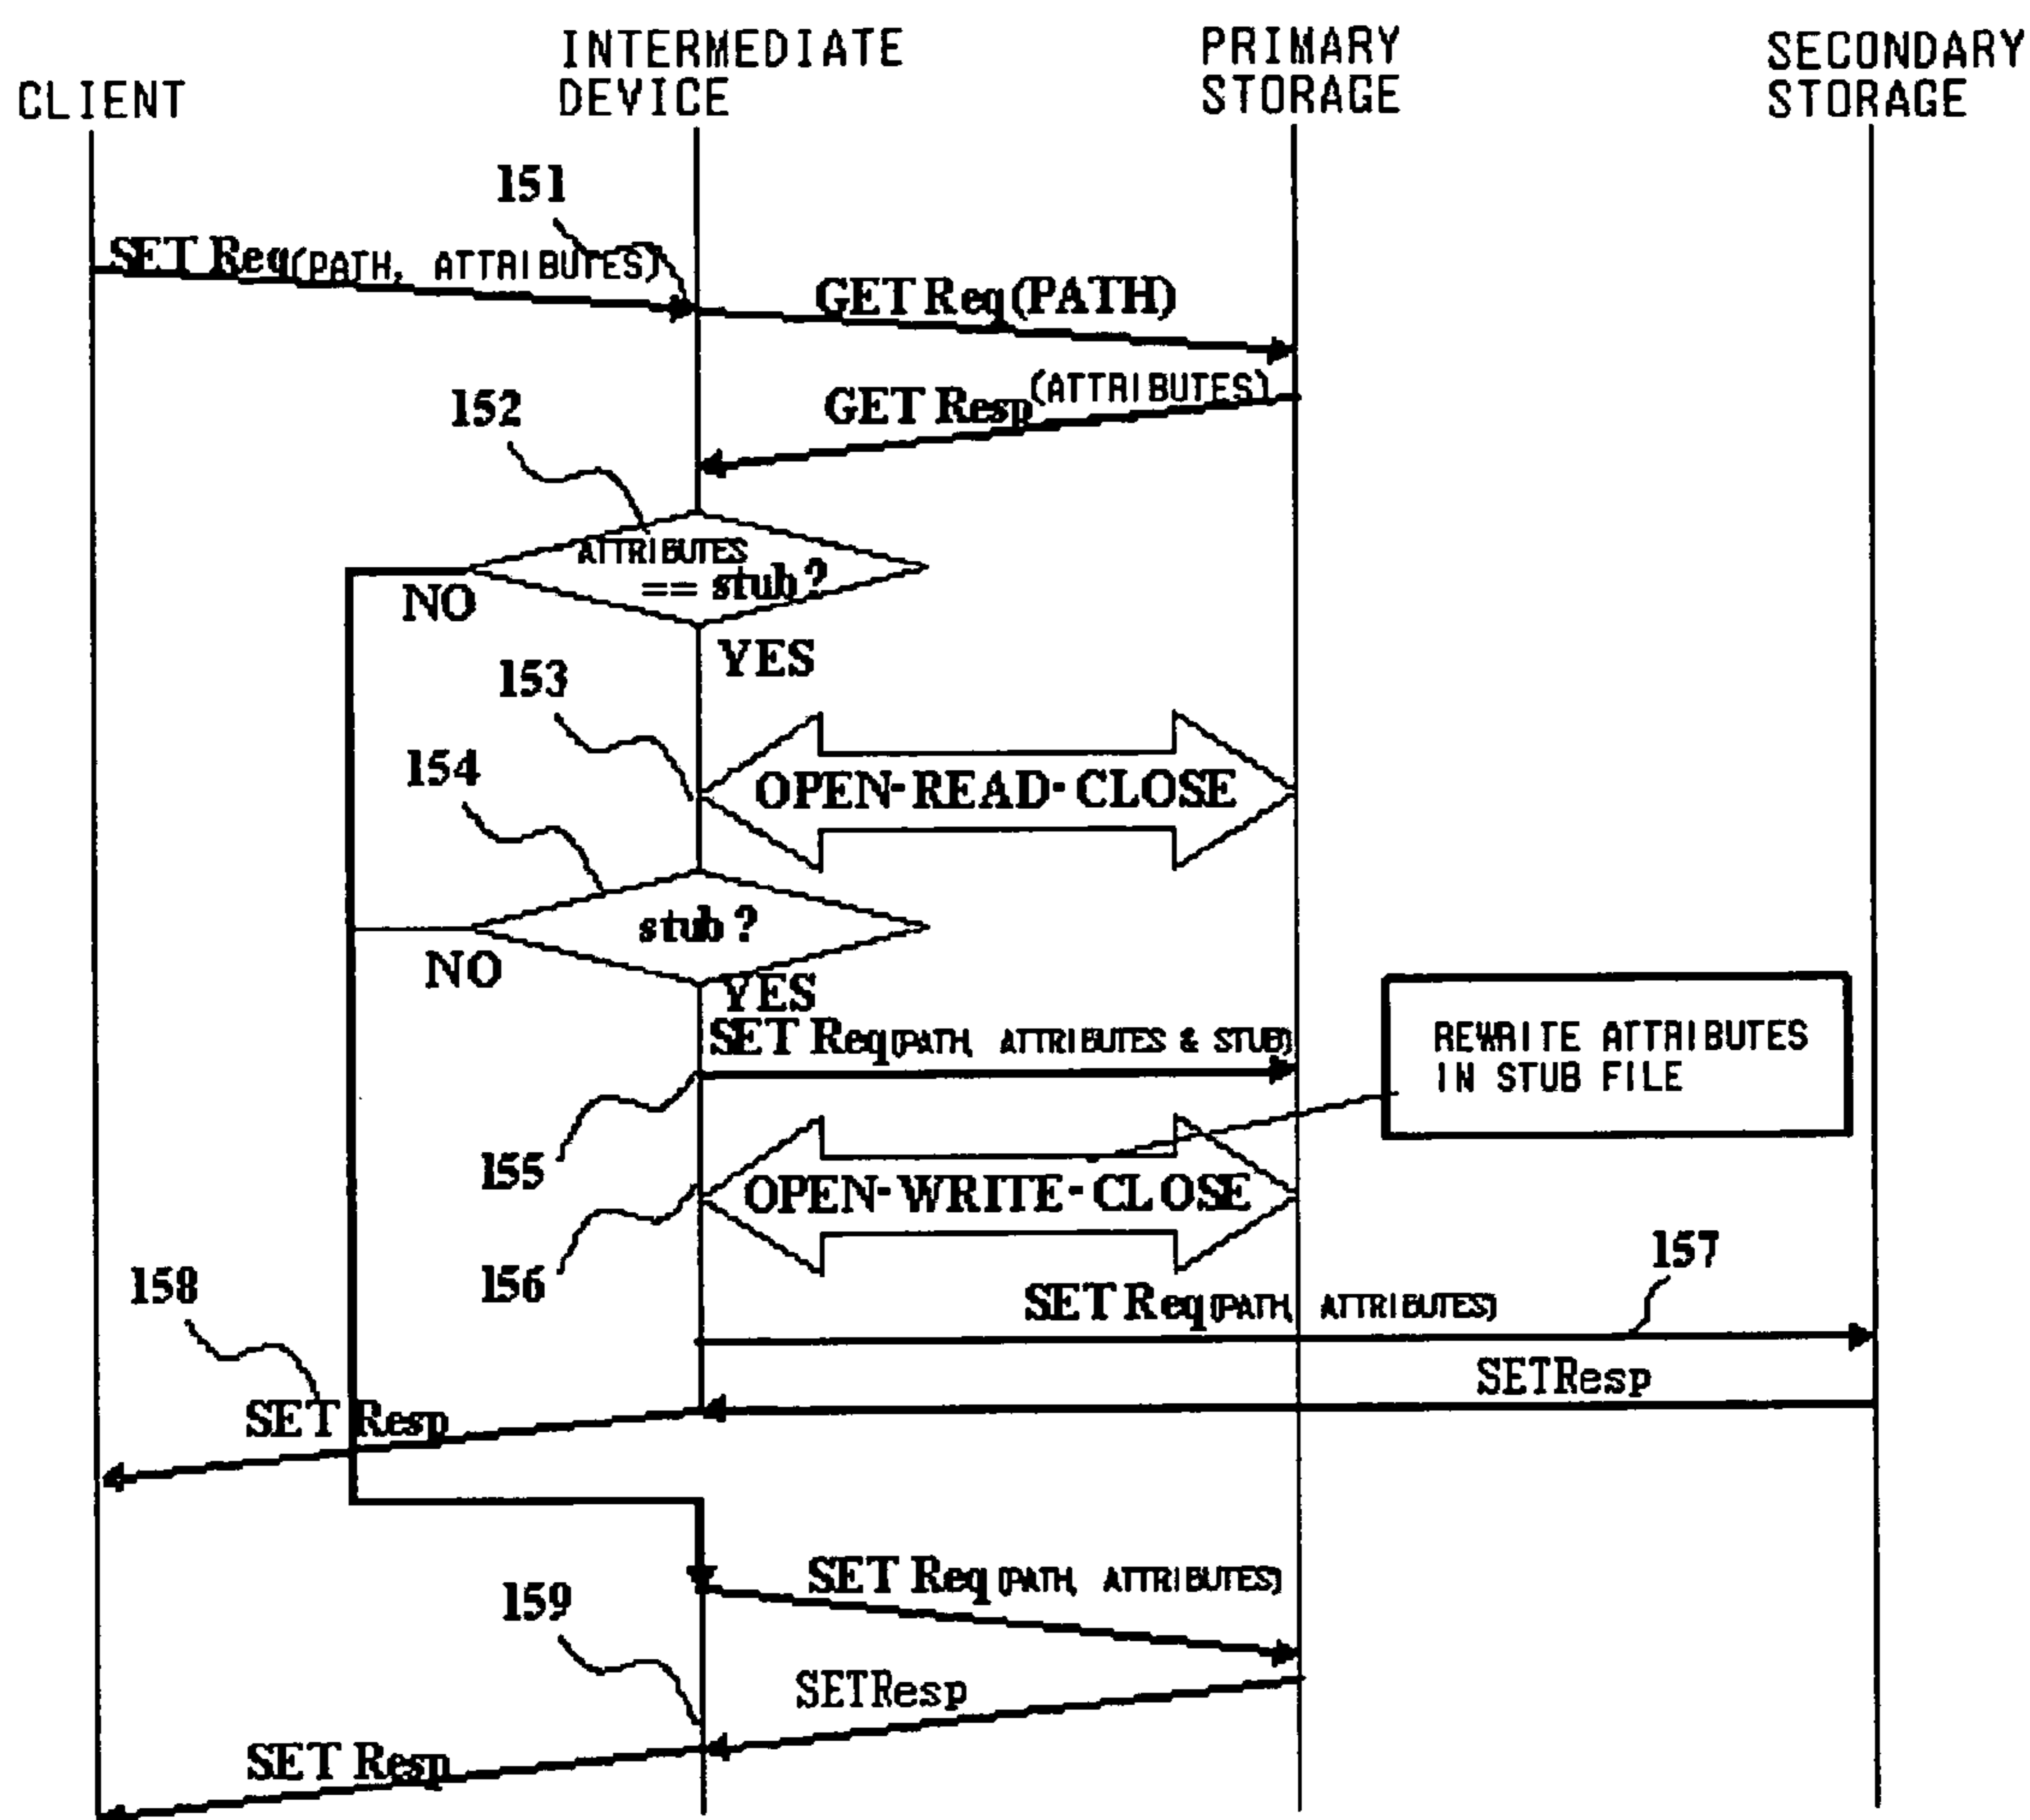 CLIENT
INTERMEDIATE
DEVICE
PRIMARY
STORAGE
SECONDARY
STORAGE
151
SET Req(PATH, ATTRIBUTES)
GET Req(PATH)
GET Resp(ATTRIBUTES)
152
ATTRIBUTES
== stub?
NO
YES
153
OPEN-READ-CLOSE
154
stub?
NO
YES
SET Req(PATH, ATTRIBUTES & STUB)
REWRITE ATTRIBUTES
IN STUB FILE
155
OPEN-WRITE-CLOSE
156
157
SET Req(PATH, ATTRIBUTES)
158
SETResp
SET Resp
SET Req(PATH, ATTRIBUTES)
159
SETResp
SET Resp